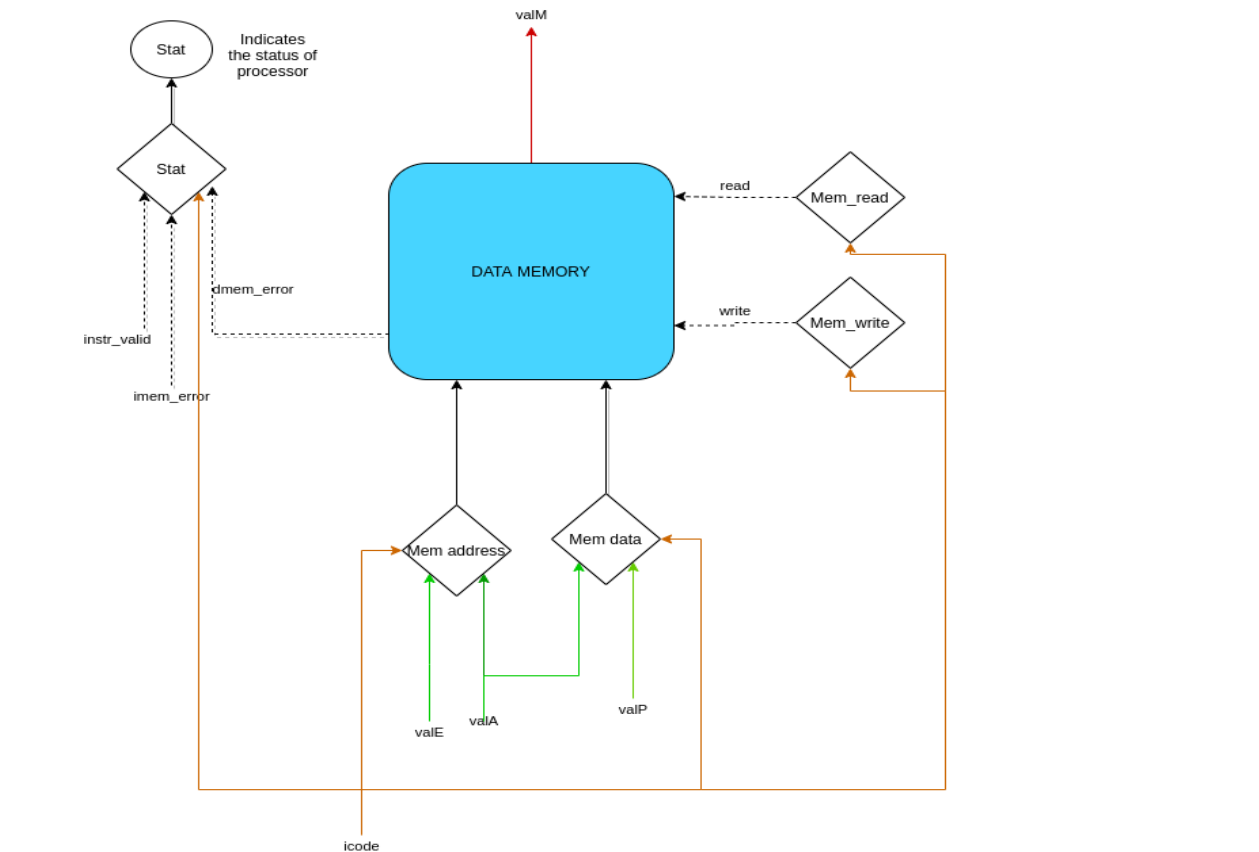 valM
Stat
Indicates
the status of
processor
Stat
read
Mem_read
DATA MEMORY
dmem_error
write
Mem_write
instr_valid
imem_error
Mem address
Mem data
valE
valA
valP
icode